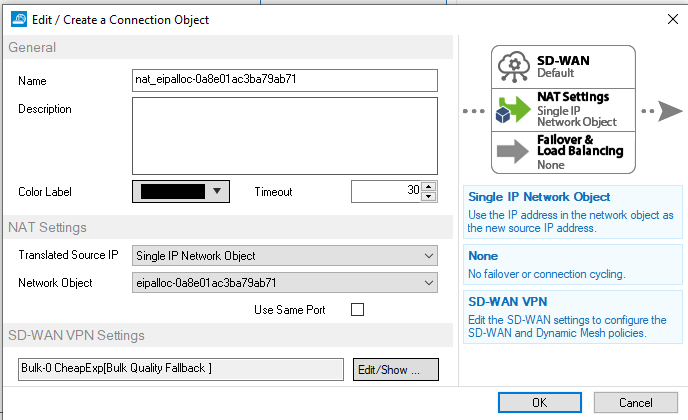 Edit / Create a Connection Object
General
Name
nat_eipalloc-0a8e01ac3ba79ab71
Description
Color Label
Timeout
30
NAT Settings
Translated Source IP
Single IP Network Object
Network Object
eipalloc-0a8e01ac3ba79ab71
Use Same Port
SD-WAN VPN Settings
Bulk-0 CheapExp[Bulk Quality Fallback ]
Edit/Show ...
SD-WAN
Default
NAT Settings
Single IP
Network Object
Failover &
Load Balancing
None
Single IP Network Object
Use the IP address in the network object as
the new source IP address.
None
No failover or connection cycling.
SD-WAN VPN
Edit the SD-WAN settings to configure the
SD-WAN and Dynamic Mesh policies.
OK
Cancel